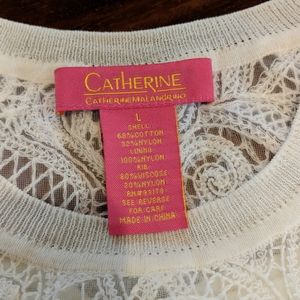 CATHERINE
CATHERINE MALANDRINO
L
SHELL:
68%COTTON
32%NYLON
LINING:
100%NYLON
RIB:
80%VISCOSE
20%NYLON
SEE REVERSE
FOR CARE
MADE IN CHINA